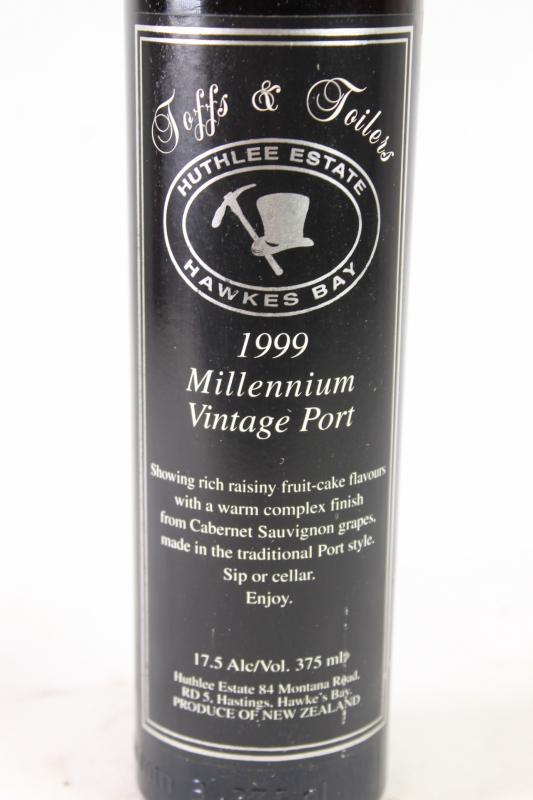 Toffs & Toilers
HUTHLEE ESTATE
HAWKES BAY
1999
Millennium
Vintage Port
Showing rich raisiny fruit-cake flavours
with a warm complex finish
from Cabernet Sauvignon grapes,
made in the traditional Port style.
Sip or cellar.
Enjoy.
17.5 Alc/Vol. 375 ml
Huthlee Estate 84 Montana Road,
RD 5, Hastings, Hawke's Bay.
PRODUCE OF NEW ZEALAND